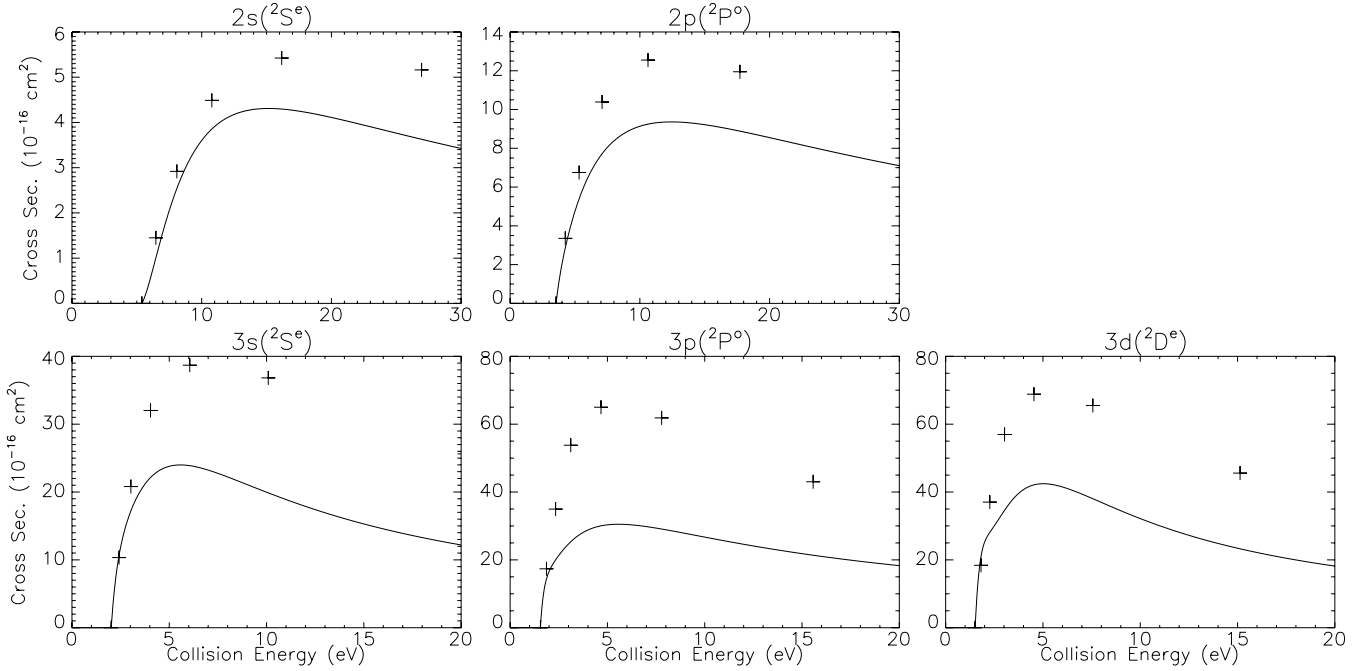 2s(²Sᵉ)
2p(²Pᵒ)
Cross Sec. (10⁻¹⁶ cm²)
6
5
4
3
2
1
0
0 10 20 30
14
12
10
8
6
4
2
0
0 10 20 30
3s(²Sᵉ)
3p(²Pᵒ)
3d(²Dᵉ)
Cross Sec. (10⁻¹⁶ cm²)
40
30
20
10
0
0 5 10 15 20
Collision Energy (eV)
80
60
40
20
0
0 5 10 15 20
Collision Energy (eV)
80
60
40
20
0
0 5 10 15 20
Collision Energy (eV)